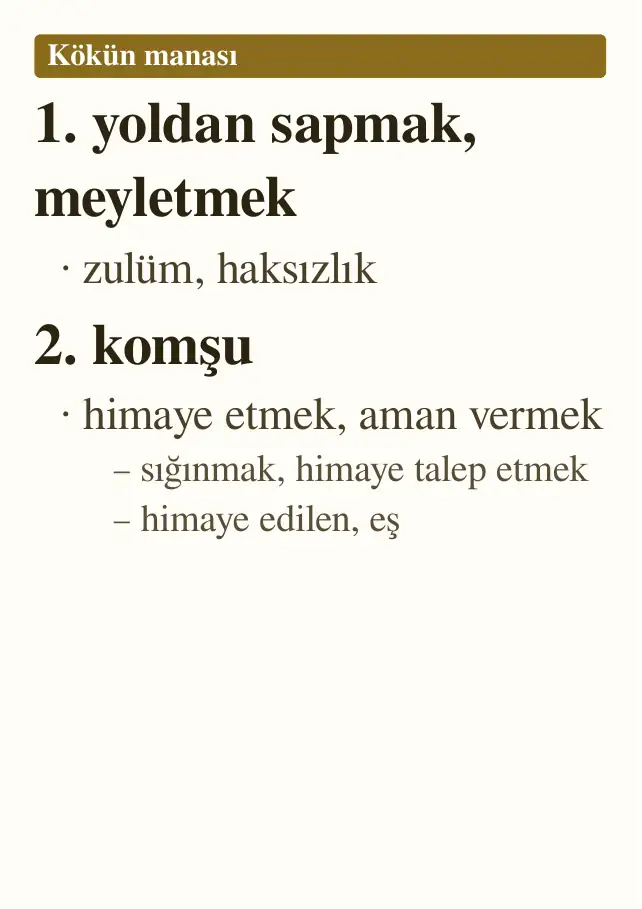 Kökün manası
1. yoldan sapmak,
meyletmek
· zulüm, haksızlık
2. komşu
· himaye etmek, aman vermek
– sığınmak, himaye talep etmek
– himaye edilen, eş